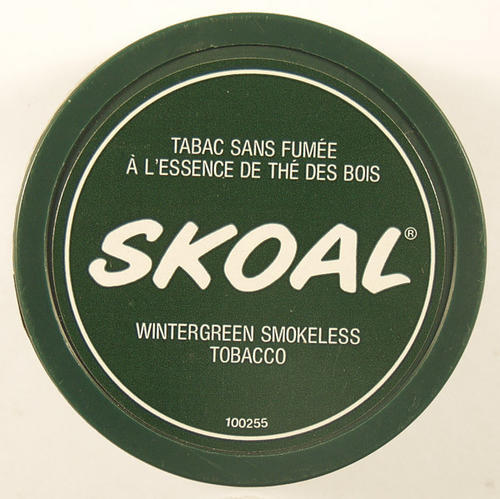 TABAC SANS FUMÉE
À L'ESSENCE DE THÉ DES BOIS
SKOAL®
WINTERGREEN SMOKELESS
TOBACCO
100255